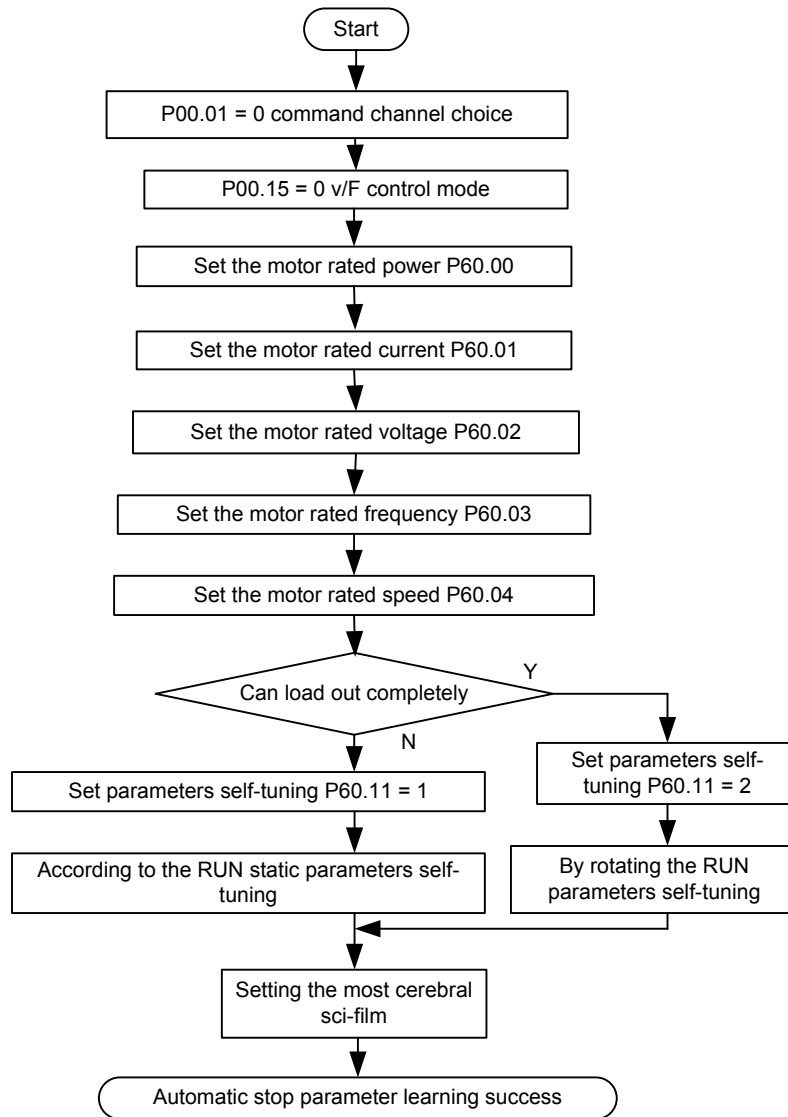 Start
P00.01 = 0 command channel choice
P00.15 = 0 v/F control mode
Set the motor rated power P60.00
Set the motor rated current P60.01
Set the motor rated voltage P60.02
Set the motor rated frequency P60.03
Set the motor rated speed P60.04
Can load out completely
Y
N
Set parameters self-tuning P60.11 = 1
Set parameters self-
tuning P60.11 = 2
According to the RUN static parameters self-
tuning
By rotating the RUN
parameters self-tuning
Setting the most cerebral
sci-film
Automatic stop parameter learning success